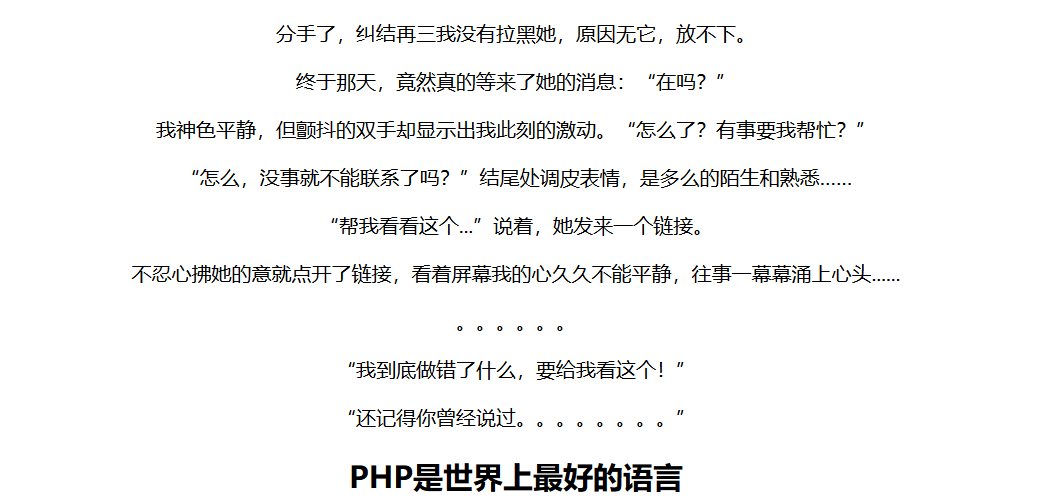 分手了，纠结再三我没有拉黑她，原因无它，放不下。
终于那天，竟然真的等来了她的消息：“在吗？”
我神色平静，但颤抖的双手却显示出我此刻的激动。“怎么了？有事要我帮忙？”
“怎么，没事就不能联系了吗？”结尾处调皮表情，是多么的陌生和熟悉……
“帮我看看这个...”说着，她发来一个链接。
不忍心拂她的意就点开了链接，看着屏幕我的心久久不能平静，往事一幕幕涌上心头......
。。。。。。
“我到底做错了什么，要给我看这个！”
“还记得你曾经说过。。。。。。。。”
PHP是世界上最好的语言